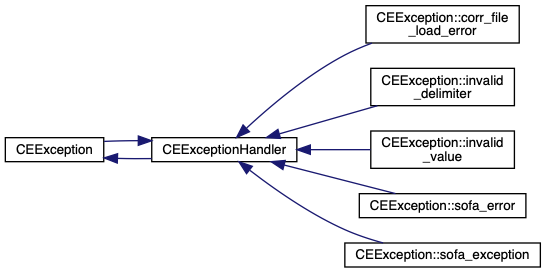 CEException
CEExceptionHandler
CEException::corr_file
_load_error
CEException::invalid
_delimiter
CEException::invalid
_value
CEException::sofa_error
CEException::sofa_exception